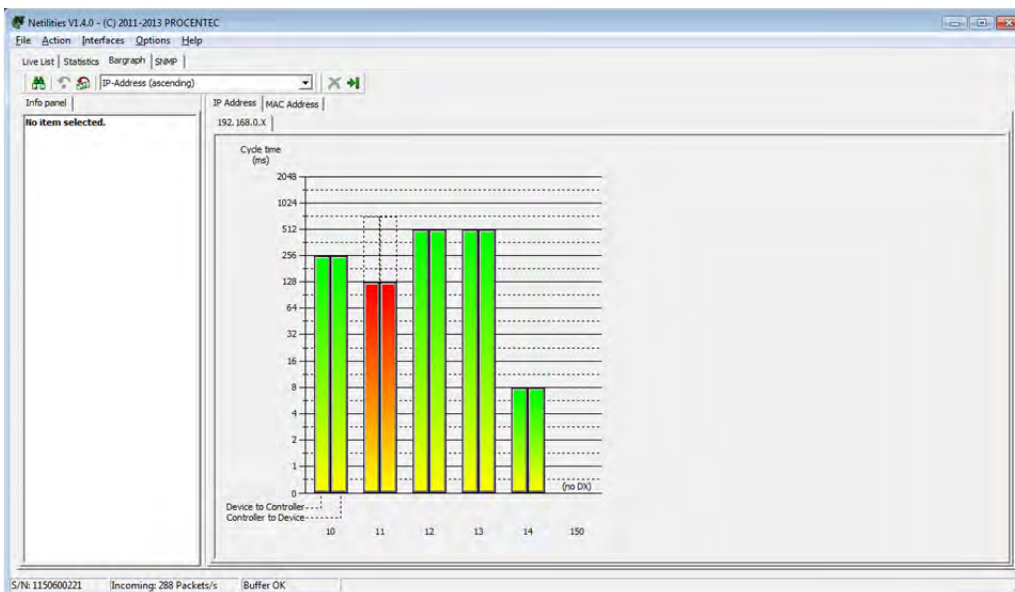 Netilities V1.4.0 - (C) 2011-2013 PROCENTEC
File Action Interfaces Options Help
Live List Statistics Bargraph SNMP
IP-Address (ascending)
Info panel
No item selected.
IP Address MAC Address
192.168.0.X
Cycle time
(ms)
2048
1024
512
256
128
64
32
16
8
4
2
1
0
(no DX)
Device to Controller
Controller to Device
10 11 12 13 14 150
S/N: 1150600221 Incoming: 288 Packets/s Buffer OK